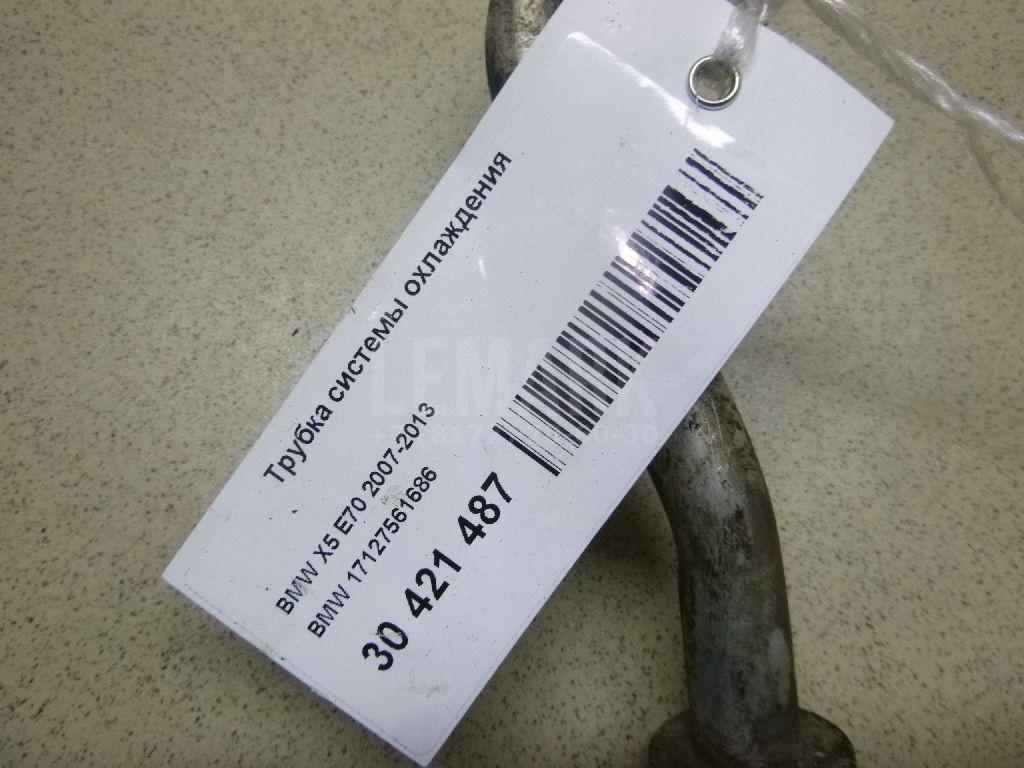 Трубка системы охлаждения
BMW X5 E70 2007-2013
BMW 17127561686
30 421 487